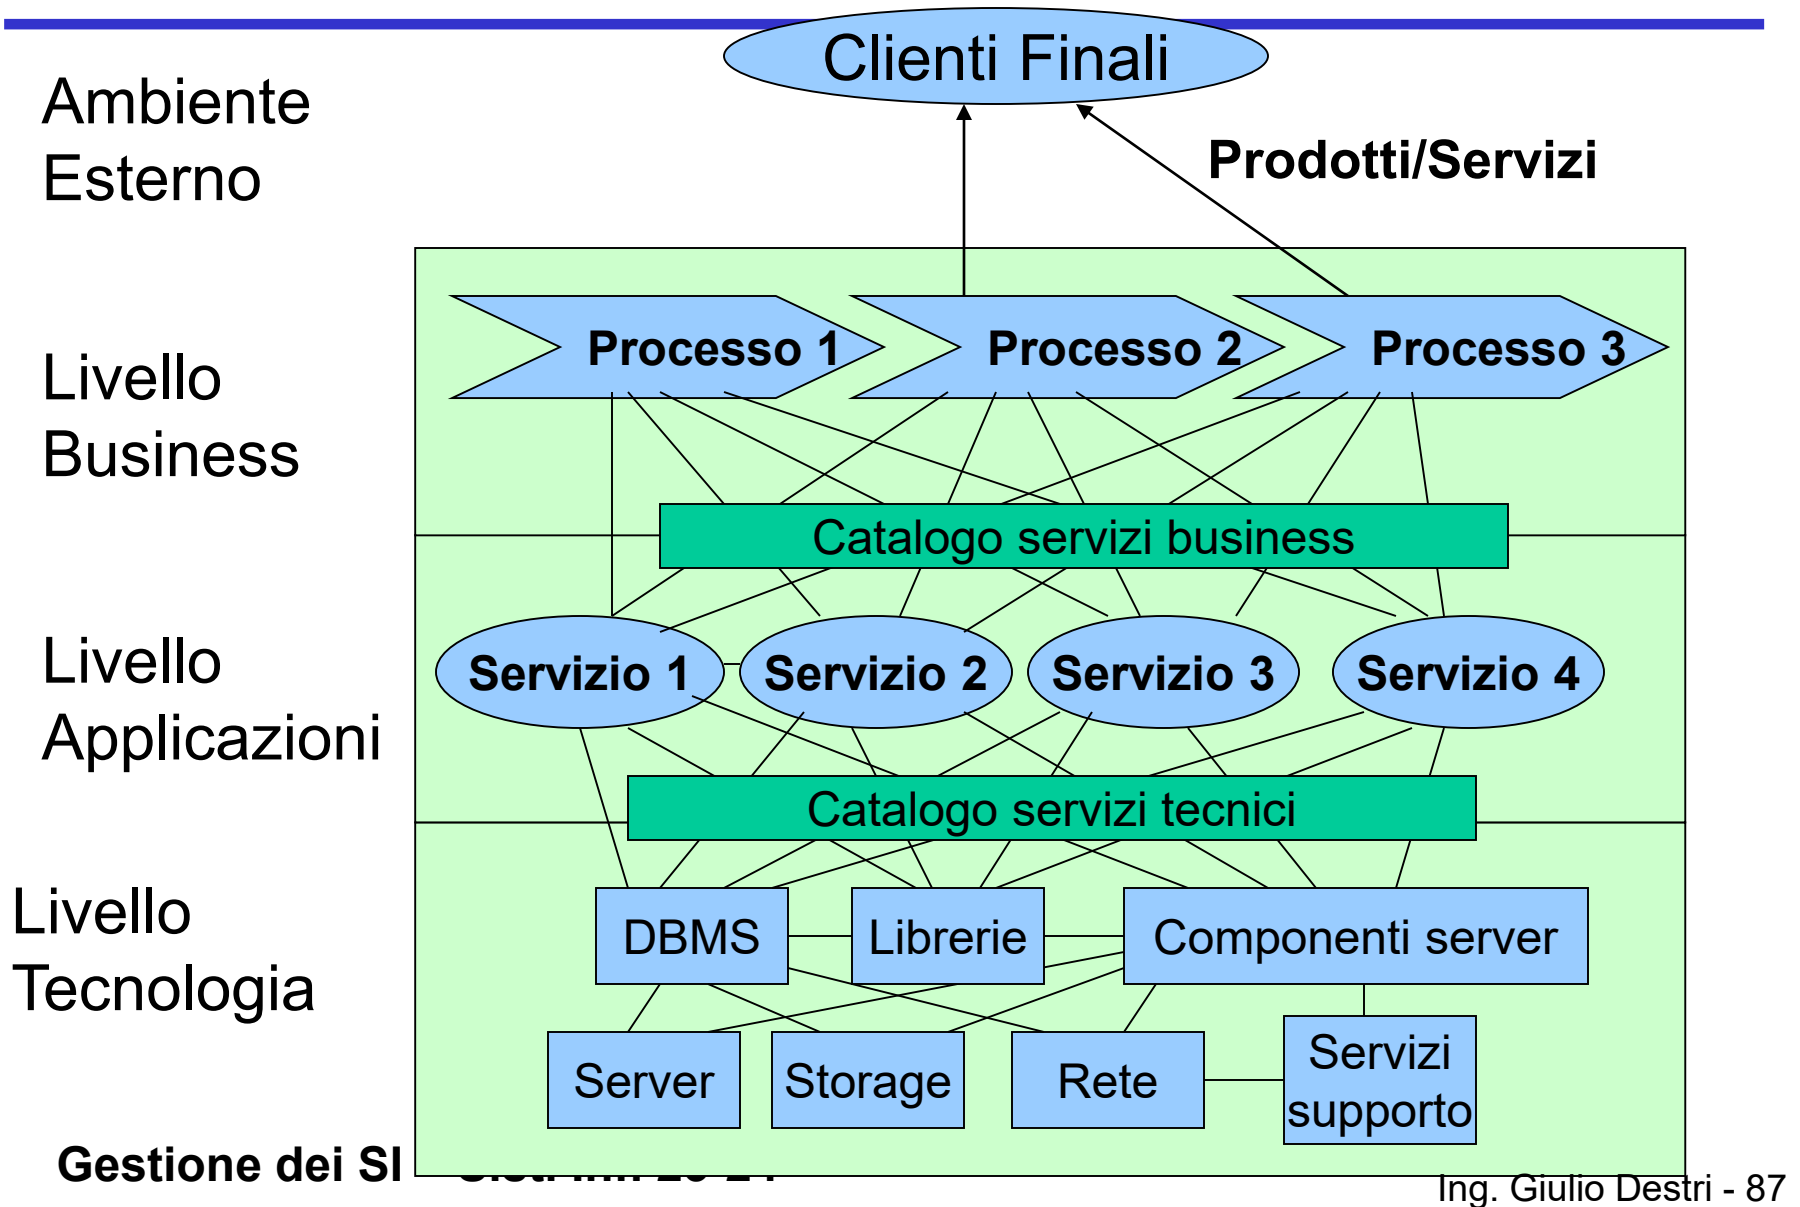 Clienti Finali
Ambiente
Esterno
Prodotti/Servizi
Processo 1
Processo 2
Processo 3
Livello
Business
Catalogo servizi business
Livello
Applicazioni
Servizio 1
Servizio 2
Servizio 3
Servizio 4
Catalogo servizi tecnici
Livello
Tecnologia
DBMS
Librerie
Componenti server
Server
Storage
Rete
Servizi
supporto
Gestione dei SI
Ing. Giulio Destri - 87